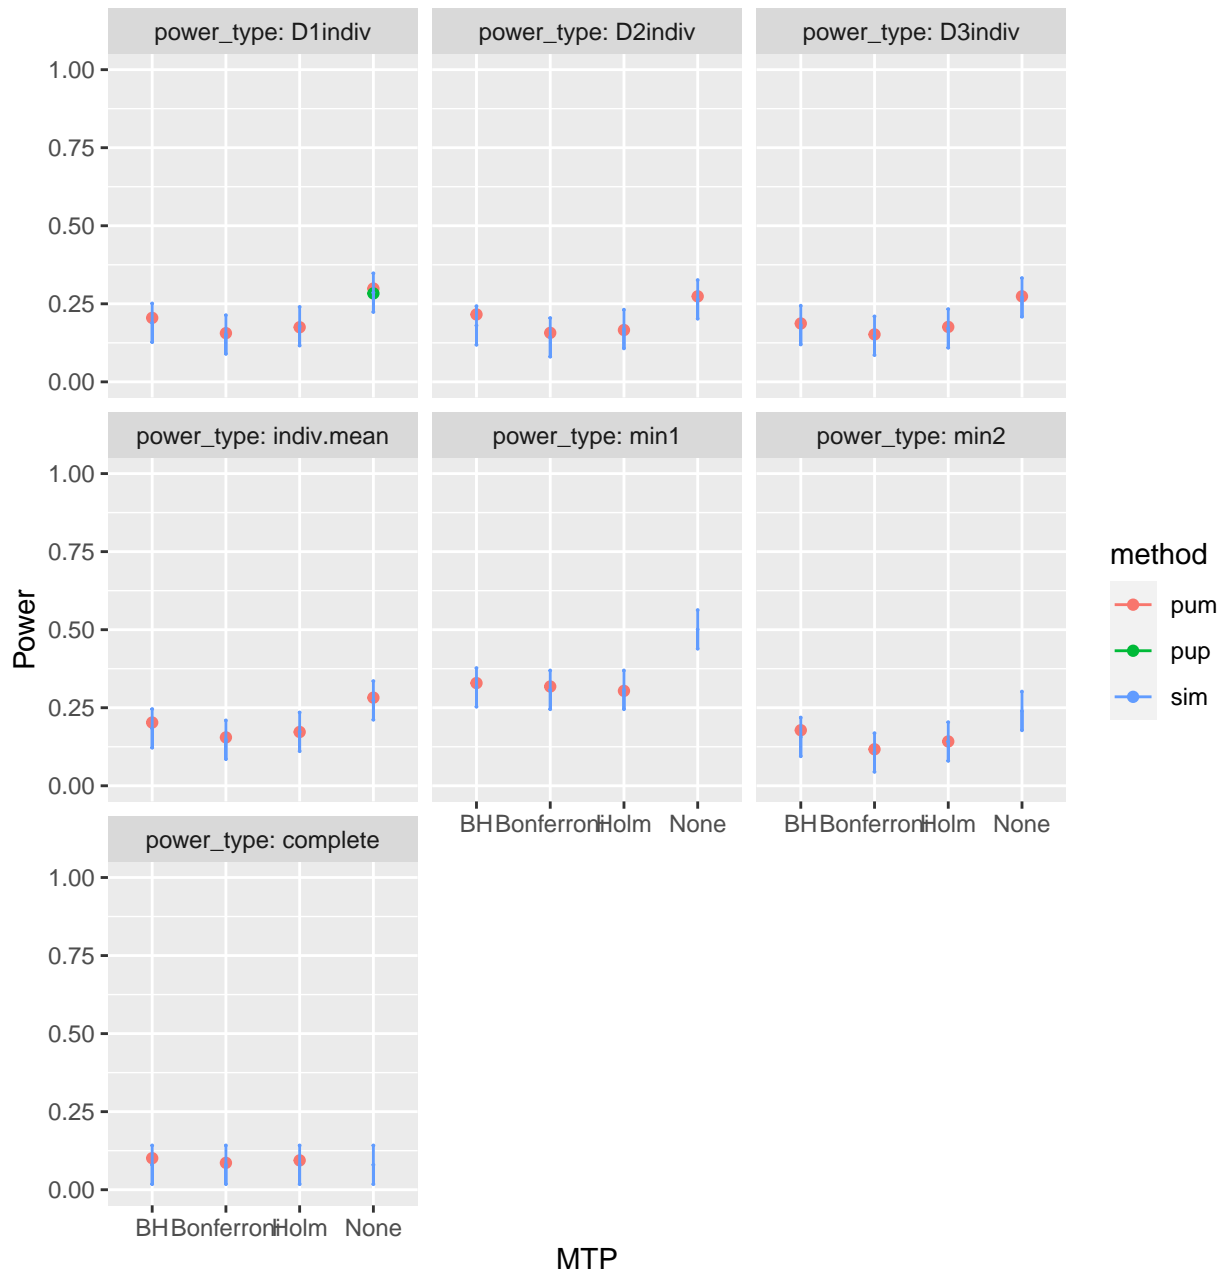 power_type: D1indiv
power_type: D2indiv
power_type: D3indiv
1.00
0.75
0.50
0.25
0.00
power_type: indiv.mean
power_type: min1
power_type: min2
1.00
0.75
0.50
0.25
0.00
BH Bonferroni Holm None
BH Bonferroni Holm None
power_type: complete
1.00
0.75
0.50
0.25
0.00
BH Bonferroni Holm None
MTP
Power
method
pum
pup
sim